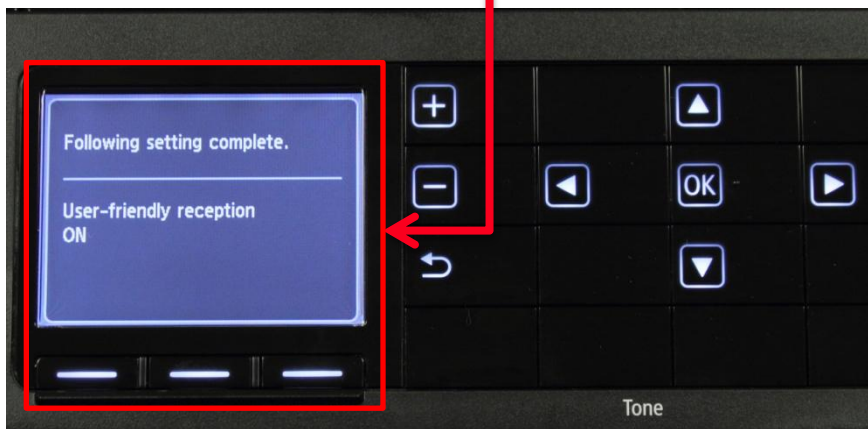 Following setting complete.
User-friendly reception
ON
+
-
OK
Tone